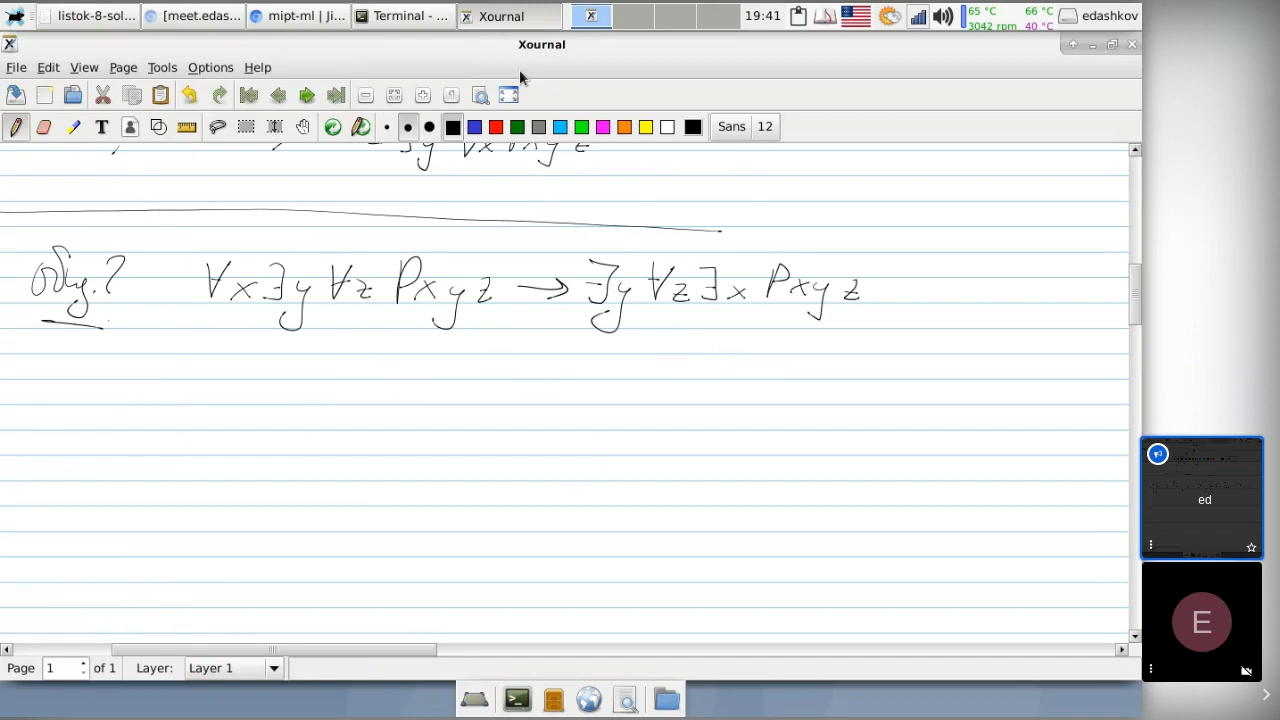 listok-8-sol... [meet.edas... mipt-ml | Ji... Terminal - ... Xournal 19:41 65 °C 3042 rpm 66 °C 40 °C edashkov
Xournal
File Edit View Page Tools Options Help
T Sans 12
∃y ∀x ∀xy z
общ.? ∀x∃y ∀z Pxyz → ∃y ∀z∃x Pxyz
ed
E
Page 1 of 1 Layer: Layer 1